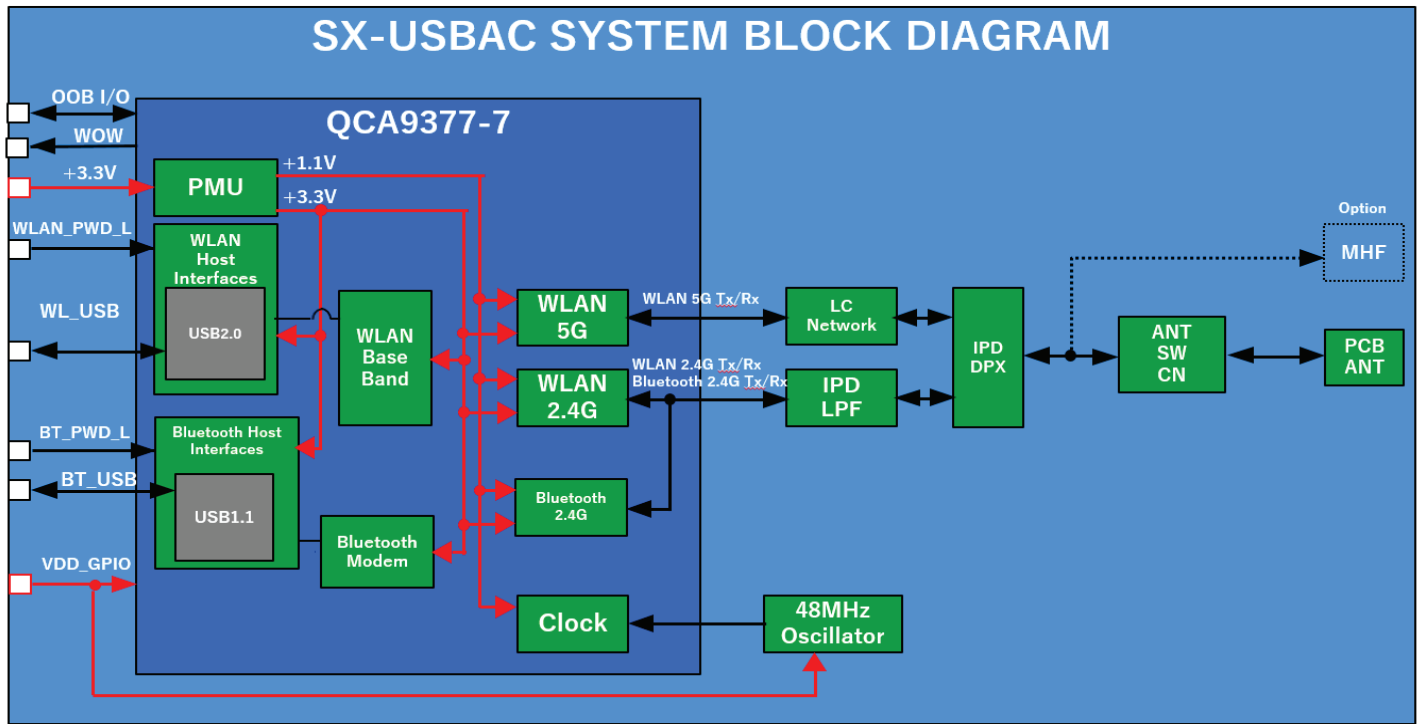 SX-USBAC SYSTEM BLOCK DIAGRAM
OOB I/O
WOW
+3.3V
WLAN_PWD_L
WL_USB
BT_PWD_L
BT_USB
VDD_GPIO
QCA9377-7
PMU
+1.1V
+3.3V
WLAN
Host
Interfaces
USB2.0
WLAN
Base
Band
Bluetooth Host
Interfaces
USB1.1
Bluetooth
Modem
WLAN
5G
WLAN
2.4G
Bluetooth
2.4G
Clock
WLAN 5G Tx/Rx
WLAN 2.4G Tx/Rx
Bluetooth 2.4G Tx/Rx
LC
Network
IPD
LPF
48MHz
Oscillator
IPD
DPX
ANT
SW
CN
Option
MHF
PCB
ANT